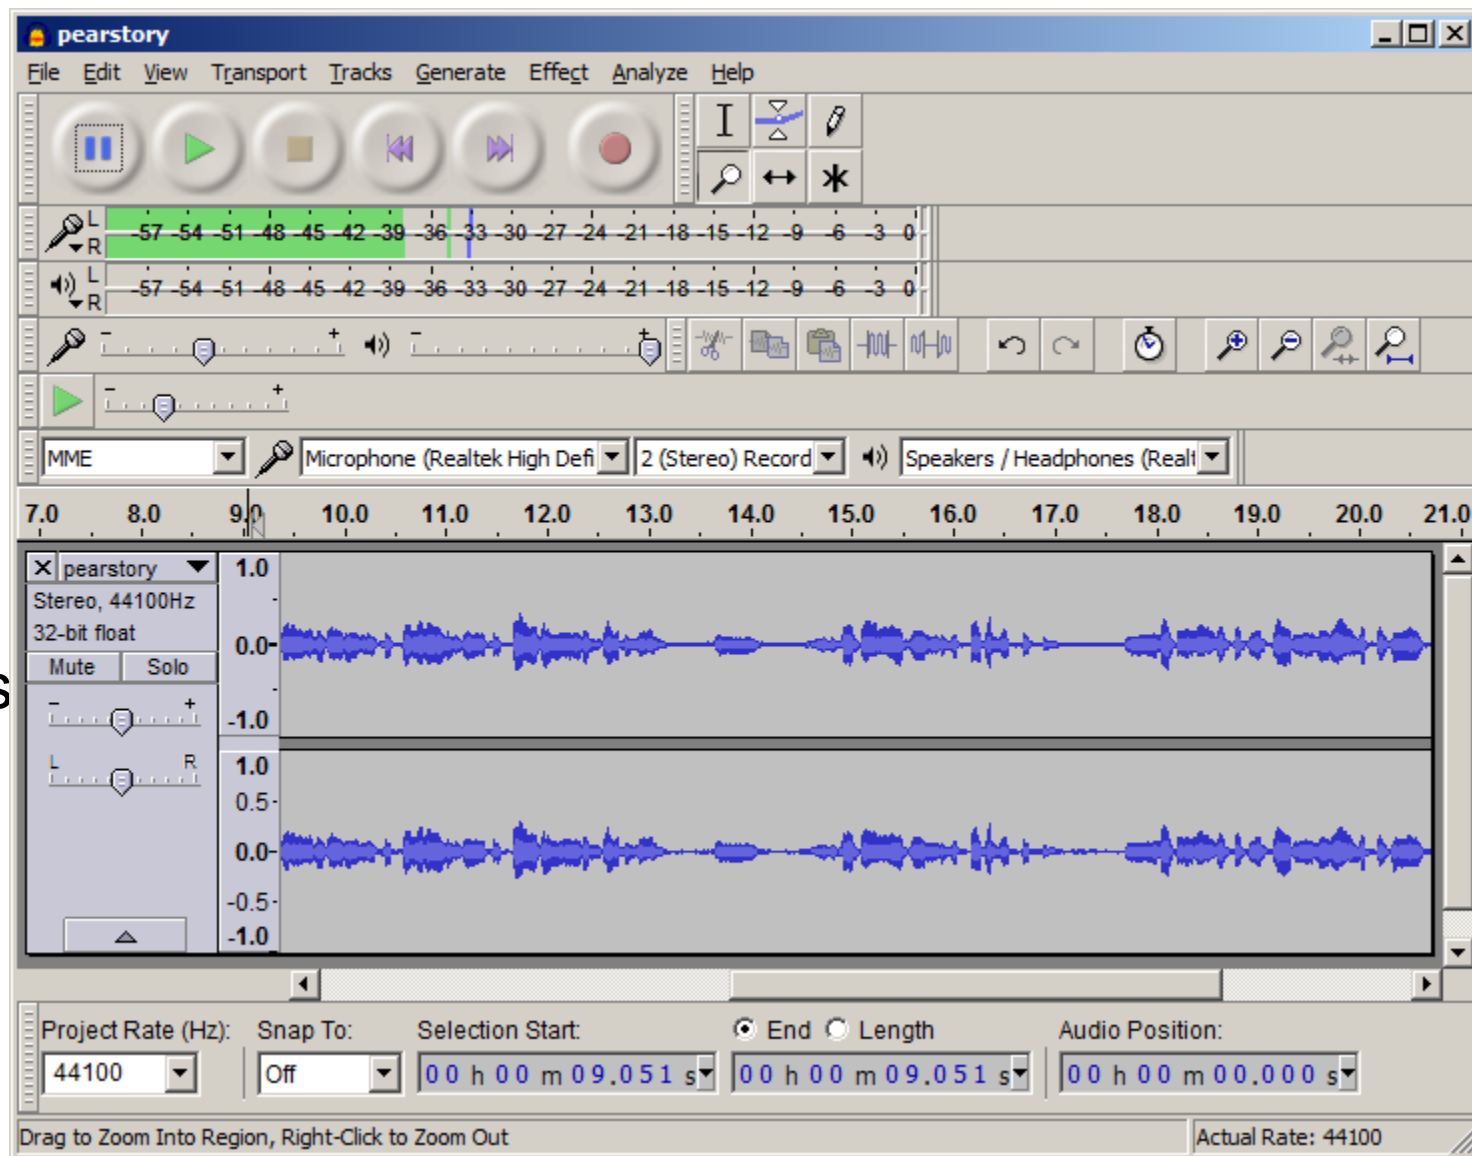 pearstory
File Edit View Transport Tracks Generate Effect Analyze Help
L
R
-57 -54 -51 -48 -45 -42 -39 -36 -33 -30 -27 -24 -21 -18 -15 -12 -9 -6 -3 0
L
R
-57 -54 -51 -48 -45 -42 -39 -36 -33 -30 -27 -24 -21 -18 -15 -12 -9 -6 -3 0
- + - +
- +
MME Microphone (Realtek High Defi 2 (Stereo) Record Speakers / Headphones (Realt
7.0 8.0 9.0 10.0 11.0 12.0 13.0 14.0 15.0 16.0 17.0 18.0 19.0 20.0 21.0
X pearstory 1.0
Stereo, 44100Hz
32-bit float
0.0-
Mute Solo
s
- +
-1.0
L R
1.0
0.5-
0.0-
-0.5-
-1.0
Project Rate (Hz): Snap To: Selection Start: End Length Audio Position:
44100 Off 00 h 00 m 09.051 s 00 h 00 m 09.051 s 00 h 00 m 00.000 s
Drag to Zoom Into Region, Right-Click to Zoom Out Actual Rate: 44100